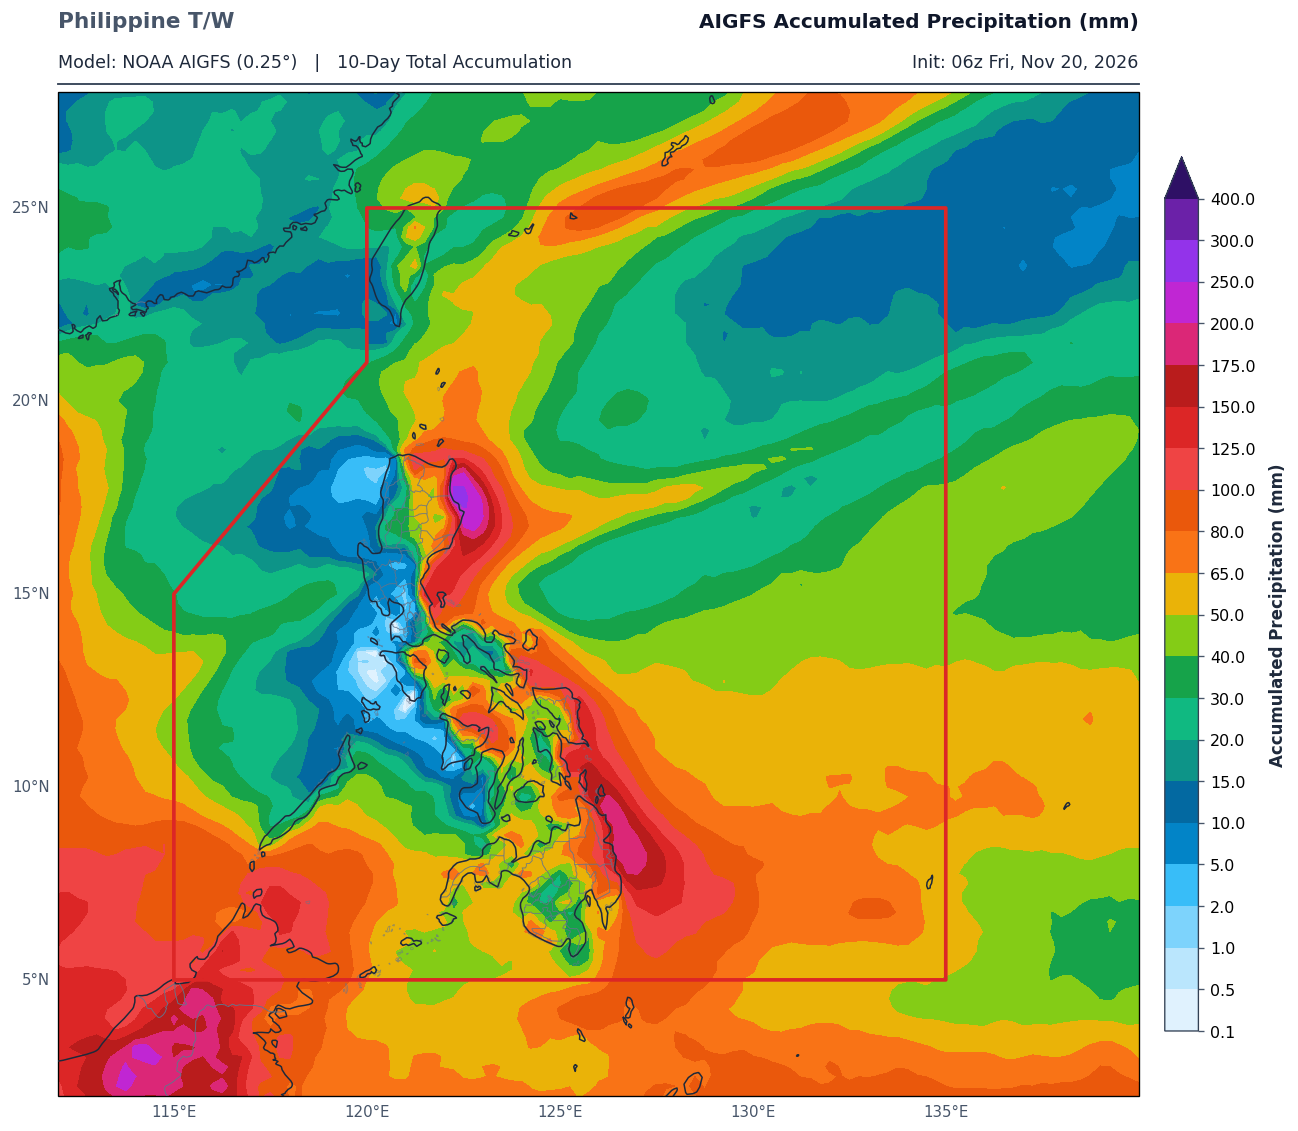 Philippine T/W
AIGFS Accumulated Precipitation (mm)
Model: NOAA AIGFS (0.25°)   |   10-Day Total Accumulation
Init: 06z Fri, Nov 20, 2026
25°N
20°N
15°N
10°N
5°N
115°E
120°E
125°E
130°E
135°E
400.0
300.0
250.0
200.0
175.0
150.0
125.0
100.0
80.0
65.0
50.0
40.0
30.0
20.0
15.0
10.0
5.0
2.0
1.0
0.5
0.1
Accumulated Precipitation (mm)